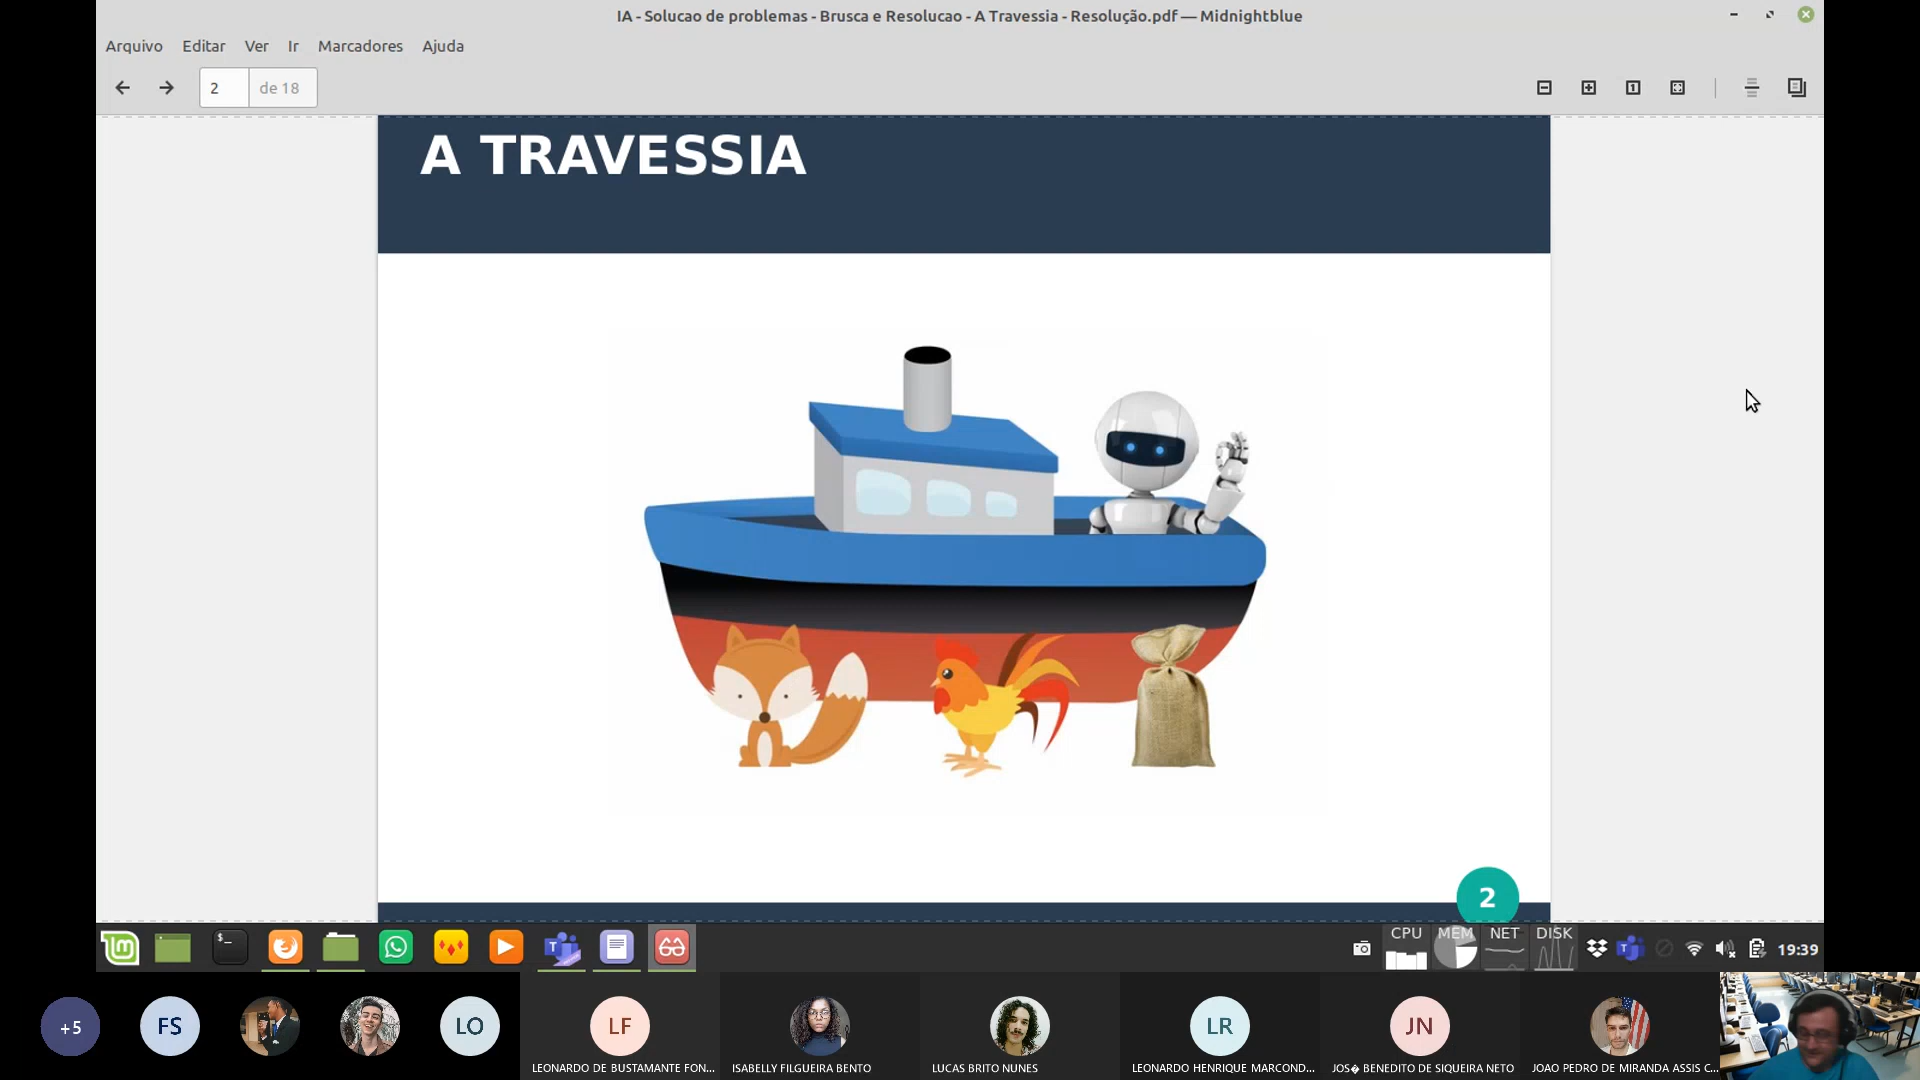 IA - Solucao de problemas - Brusca e Resolucao - A Travessia - Resolução.pdf — Midnightblue
Arquivo Editar Ver Ir Marcadores Ajuda
2 de 18
A TRAVESSIA
2
CPU MEM NET DISK
19:39
+5
FS
LO
LF
LR
JN
LEONARDO DE BUSTAMANTE FON...
ISABELLY FILGUEIRA BENTO
LUCAS BRITO NUNES
LEONARDO HENRIQUE MARCOND...
JOS� BENEDITO DE SIQUEIRA NETO
JOAO PEDRO DE MIRANDA ASSIS C...